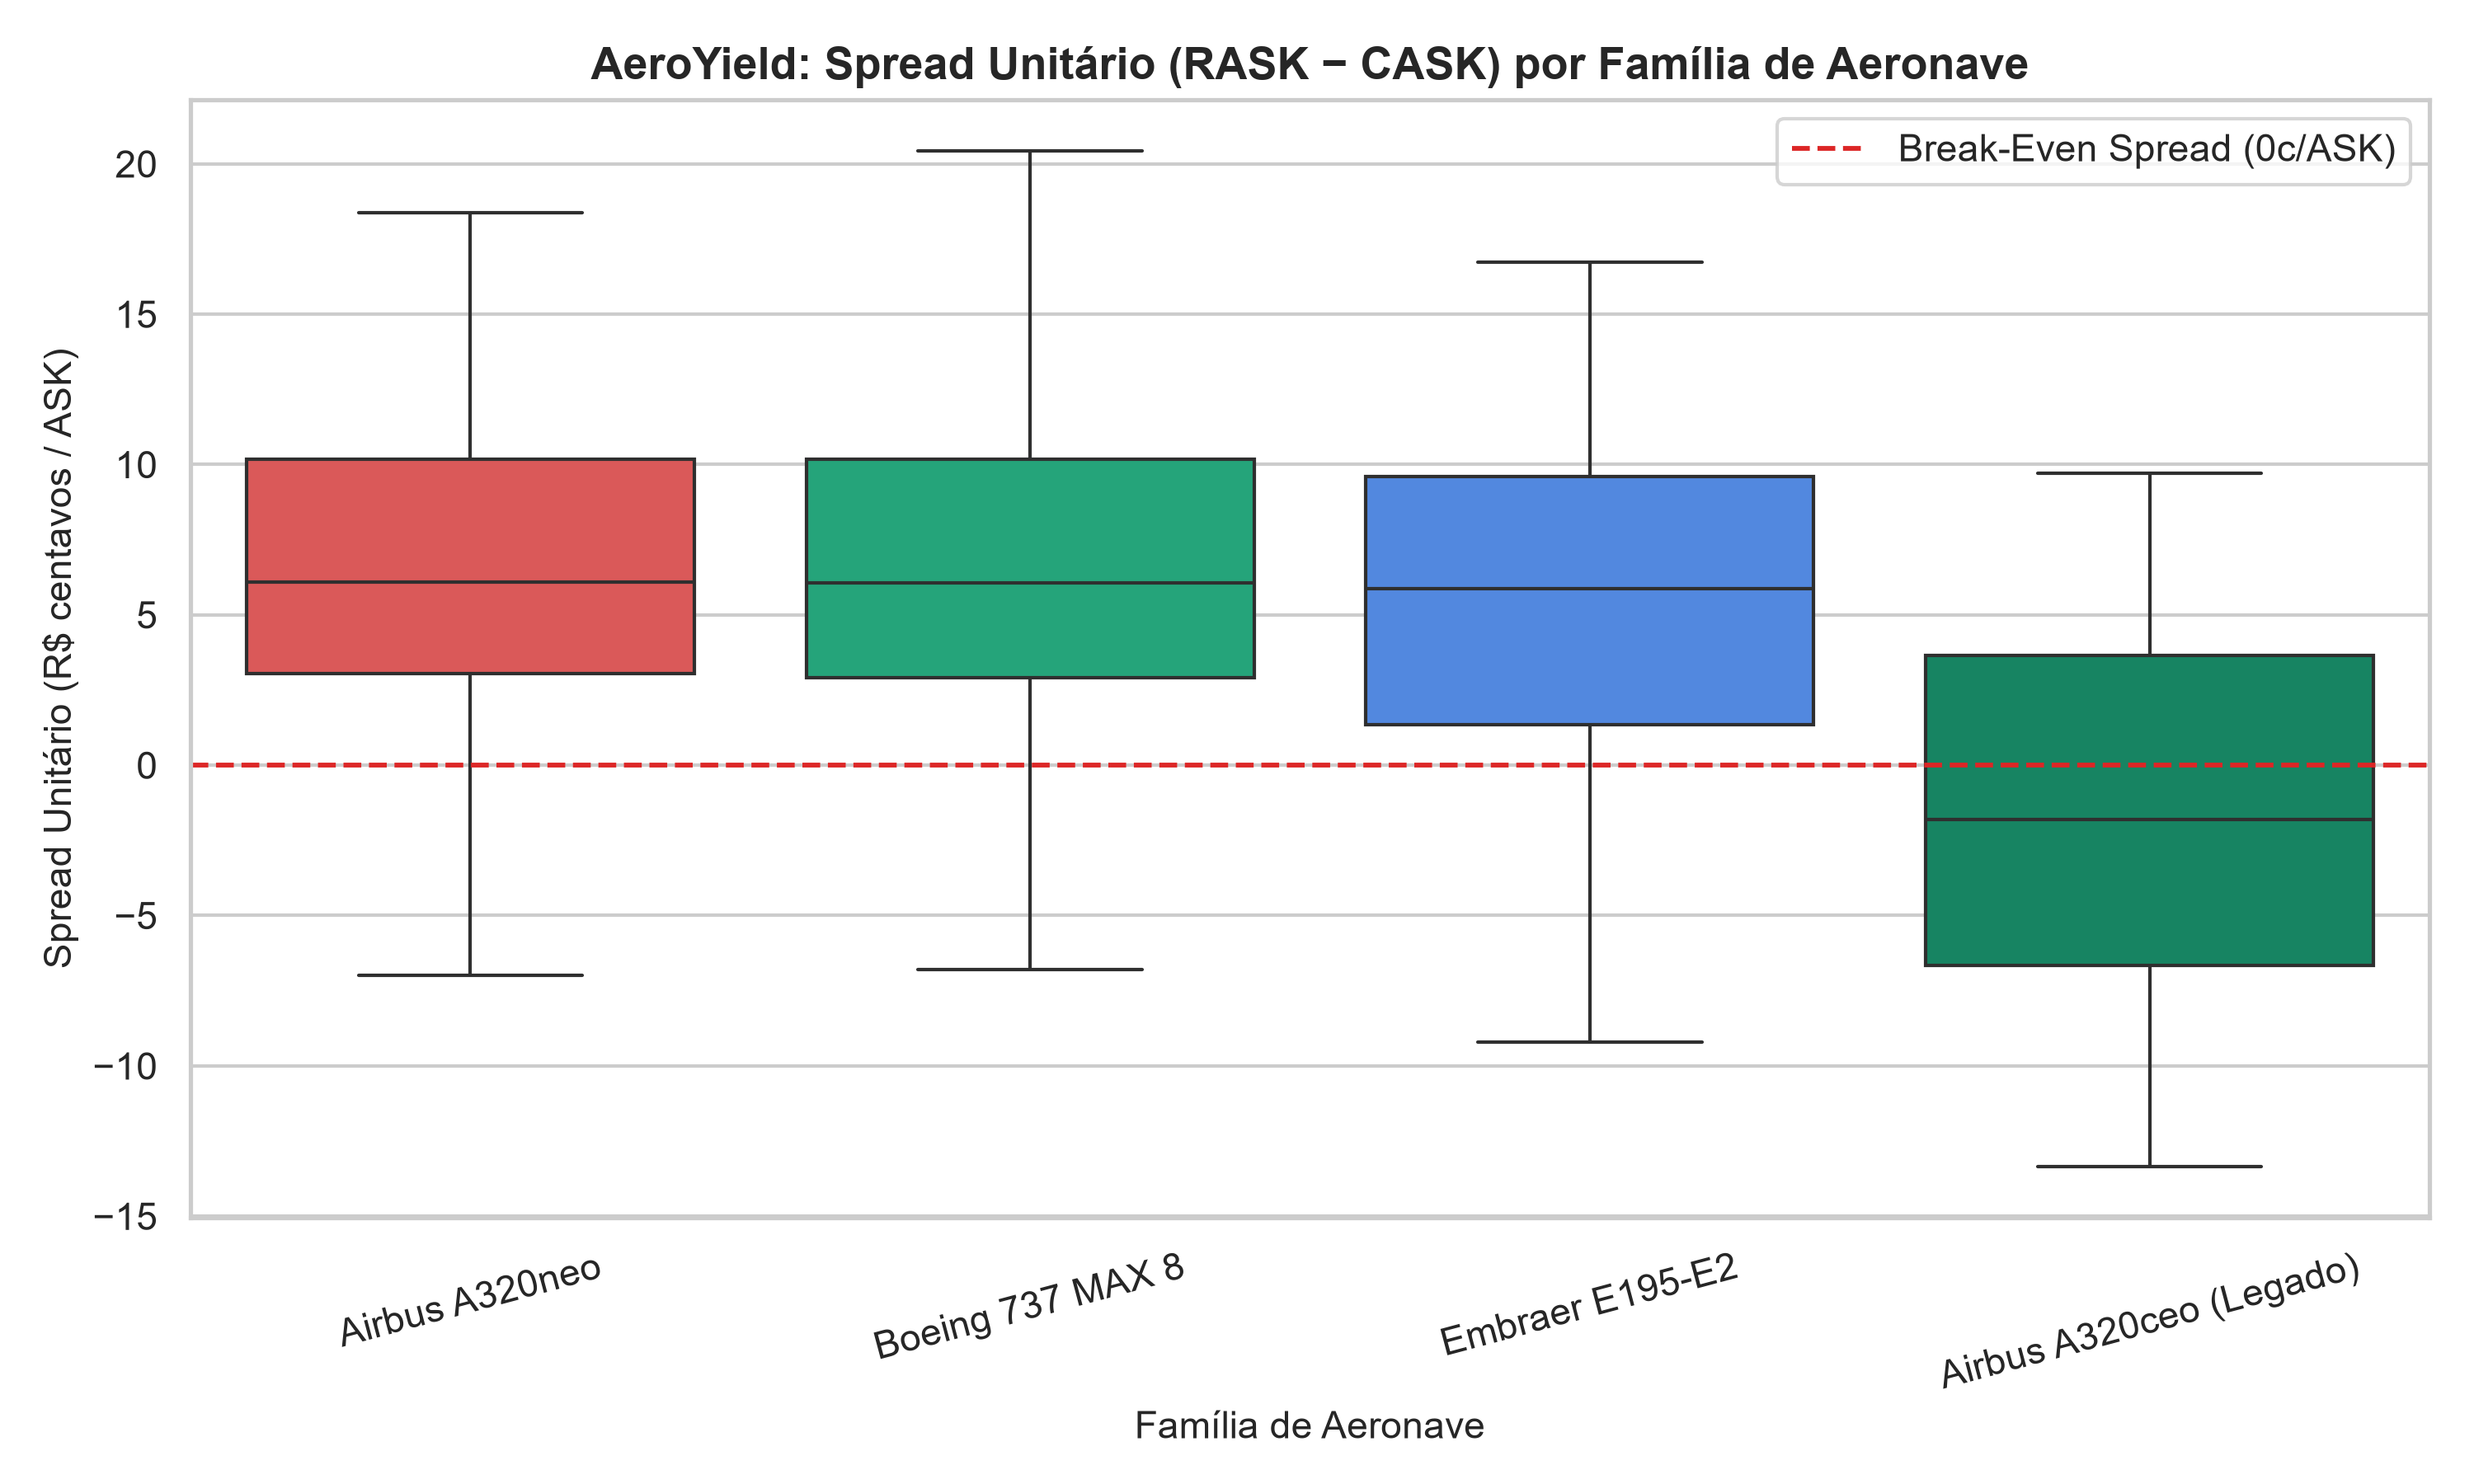 AeroYield: Spread Unitário (RASK − CASK) por Família de Aeronave
Break-Even Spread (0c/ASK)
Spread Unitário (R$ centavos / ASK)
20
15
10
5
0
−5
−10
−15
Airbus A320neo
Boeing 737 MAX 8
Embraer E195-E2
Airbus A320ceo (Legado)
Família de Aeronave